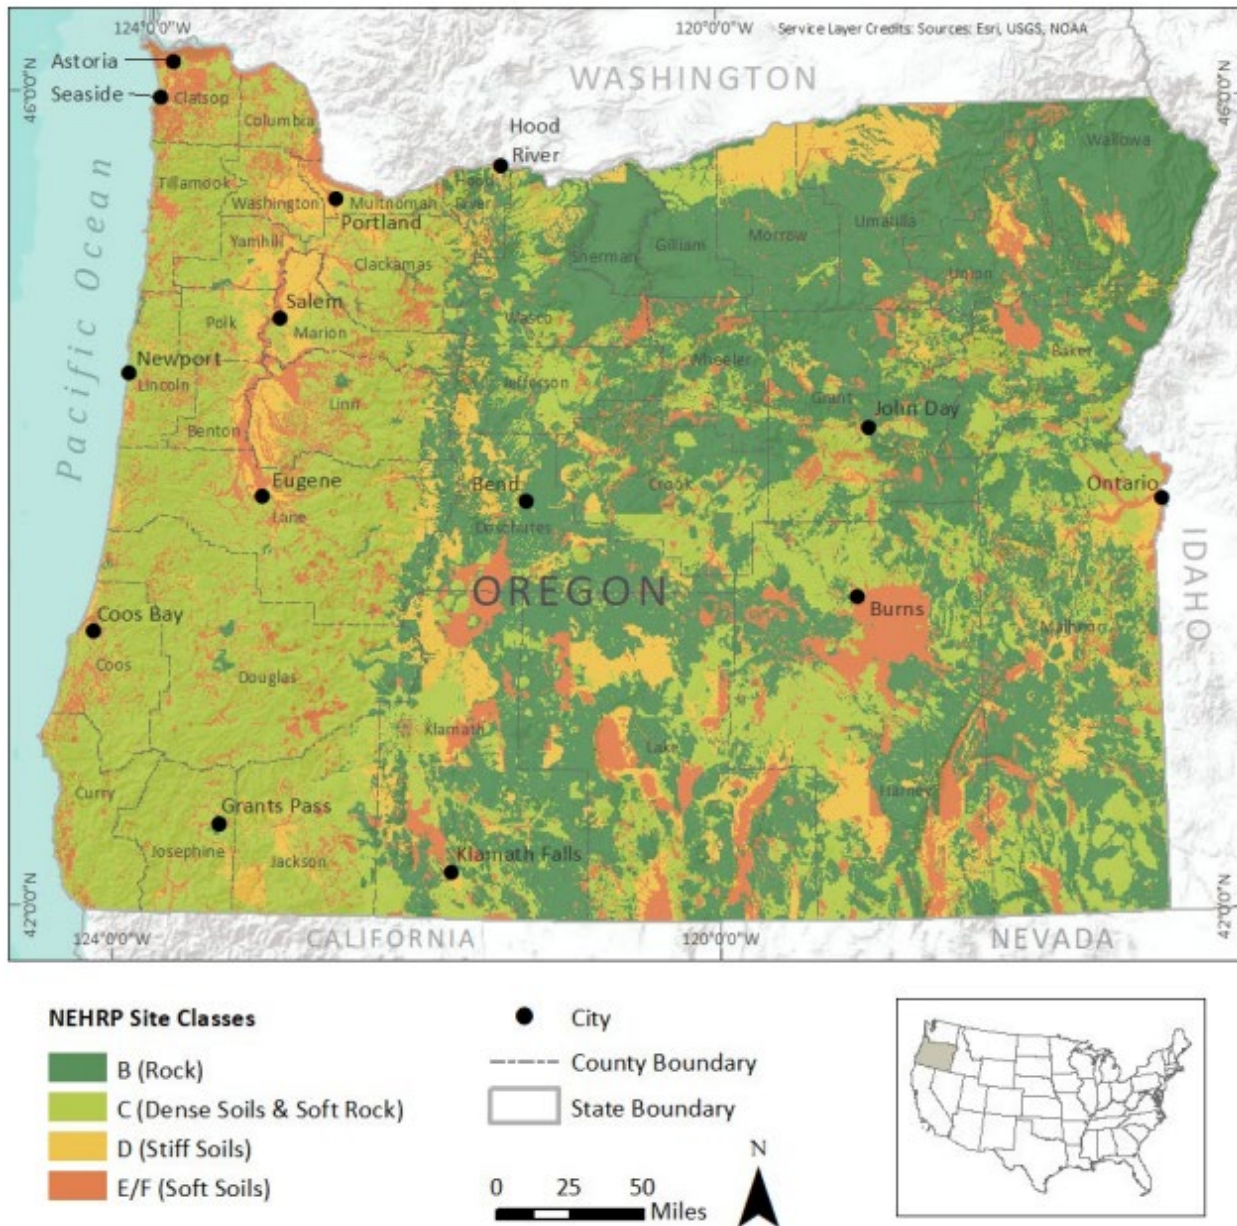 124°0'0"W
120°0'0"W
Service Layer Credits: Sources: Esri, USGS, NOAA
Astoria
WASHINGTON
46°0'0"N
46°0'0"N
Seaside
Clatsop
Columbia
Hood
River
Wallowa
Tillamook
Hood
River
Washington
Multnomah
Portland
Umatilla
Yamhill
Morrow
Gilliam
Sherman
Clackamas
Union
Pacific Ocean
Salem
Polk
Marion
Wasco
Baker
Newport
Wheeler
Lincoln
Jefferson
Linn
Grant
John Day
Benton
Eugene
Bend
Crook
Ontario
Lane
Deschutes
IDAHO
OREGON
Coos Bay
Burns
Malheur
Coos
Douglas
Klamath
Lake
Curry
Grants Pass
Harney
Josephine
Jackson
Klamath Falls
42°0'0"N
42°0'0"N
124°0'0"W
CALIFORNIA
120°0'0"W
NEVADA
NEHRP Site Classes
B (Rock)
C (Dense Soils & Soft Rock)
D (Stiff Soils)
E/F (Soft Soils)
City
County Boundary
State Boundary
N
0 25 50
Miles